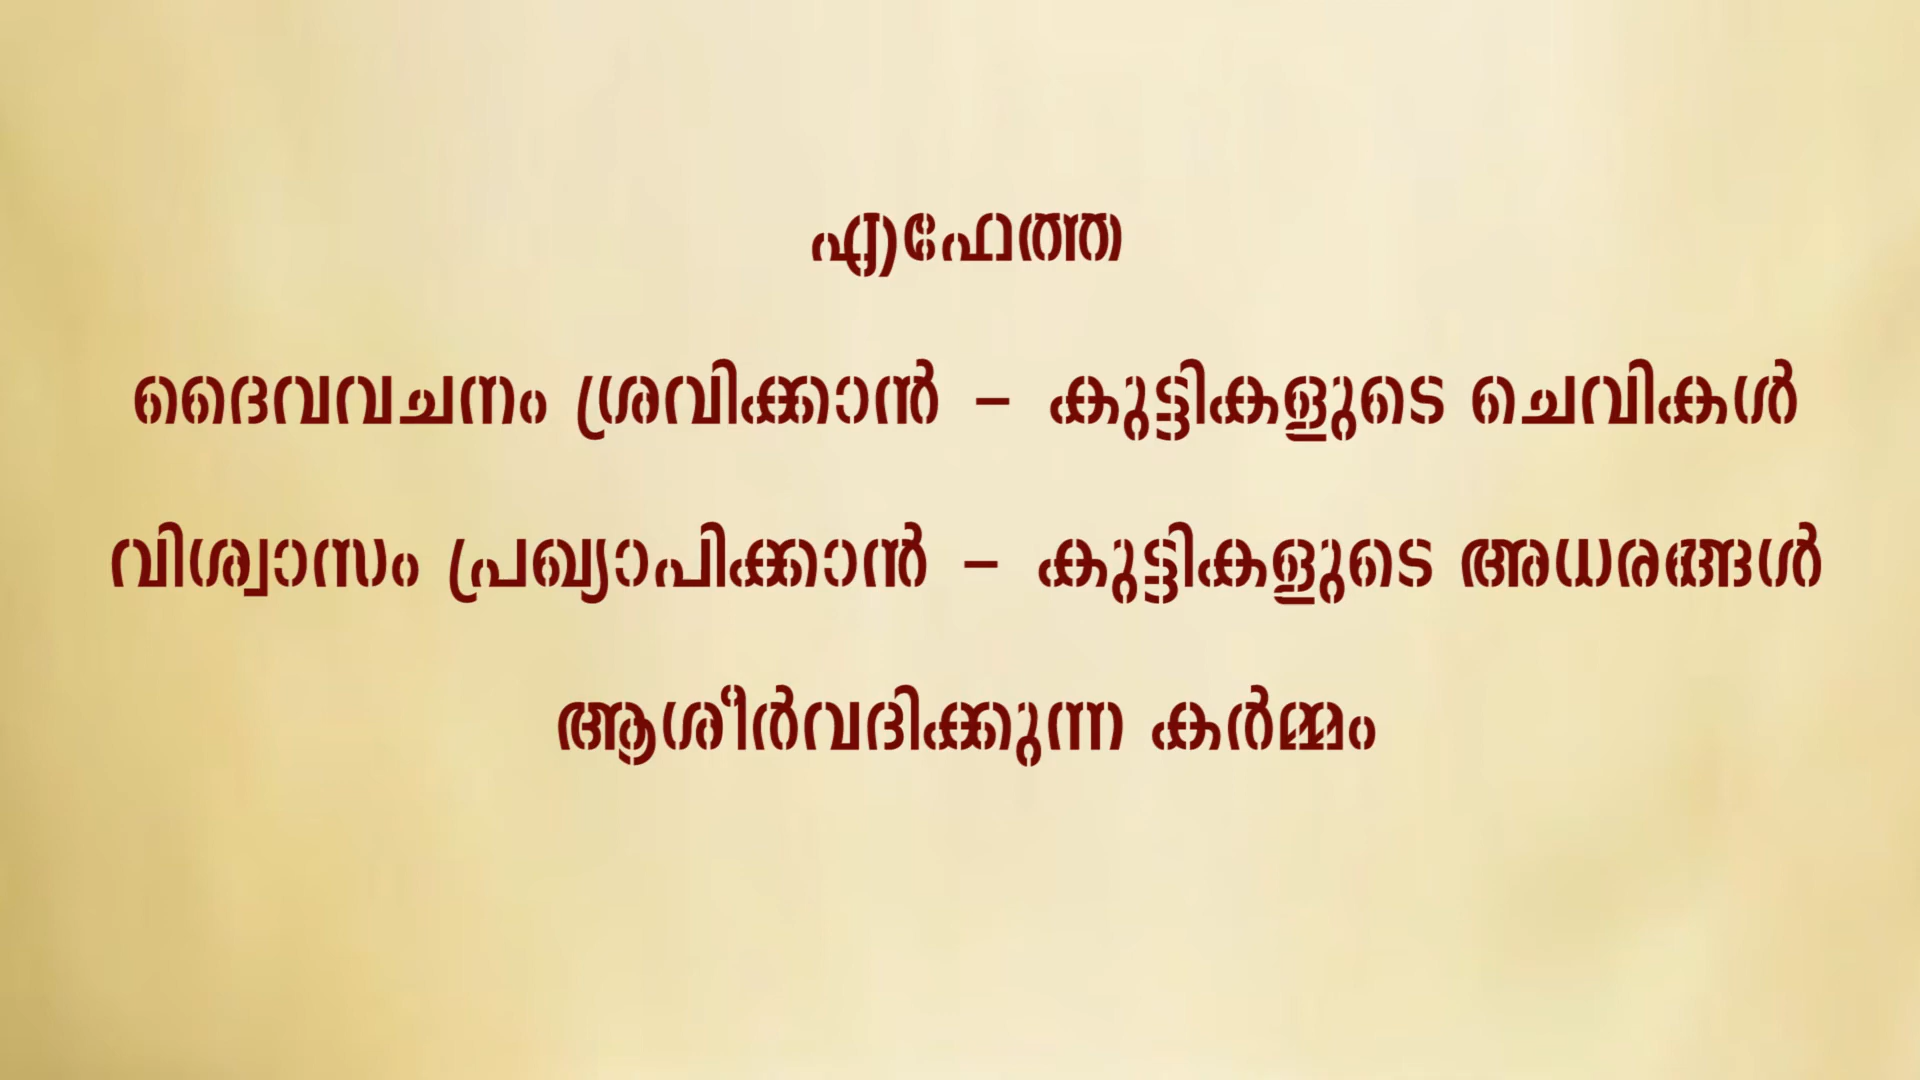 എഫേത്ത
ദൈവവചനം ശ്രവിക്കാൻ - കുട്ടികളുടെ ചെവികൾ
വിശ്വാസം പ്രഖ്യാപിക്കാൻ - കുട്ടികളുടെ അധരങ്ങൾ
ആശീർവദിക്കുന്ന കർമ്മം